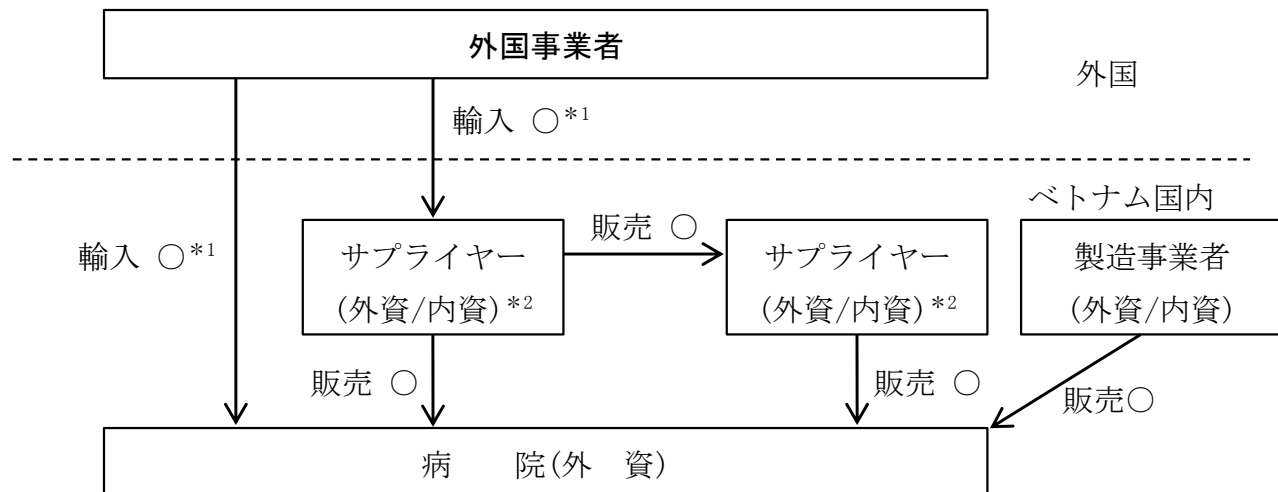 外国事業者
外国
輸入 ○*1
ベトナム国内
輸入 ○*1
サプライヤー
(外資/内資)*2
販売 ○
サプライヤー
(外資/内資)*2
製造事業者
(外資/内資)
販売 ○
販売 ○
販売○
病 院(外 資)